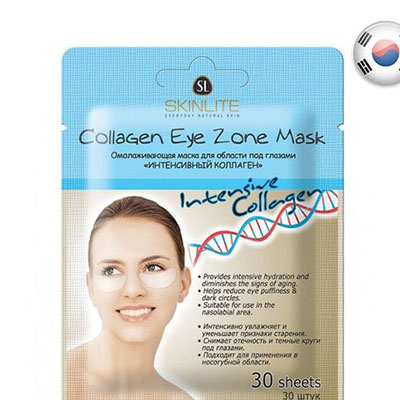 SL
SKINLITE
EVERYDAY NATURAL SKIN
Collagen Eye Zone Mask
Омолаживающая маска для области под глазами
«ИНТЕНСИВНЫЙ КОЛЛАГЕН»
Intensive
Collagen
• Provides intensive hydration and
diminishes the signs of aging.
• Helps reduce eye puffiness &
dark circles.
• Suitable for use in the
nasolabial area.
• Интенсивно увлажняет и
уменьшает признаки старения.
• Снимает отечность и темные круги
под глазами.
• Подходит для применения в
носогубной области.
30 sheets
30 штук